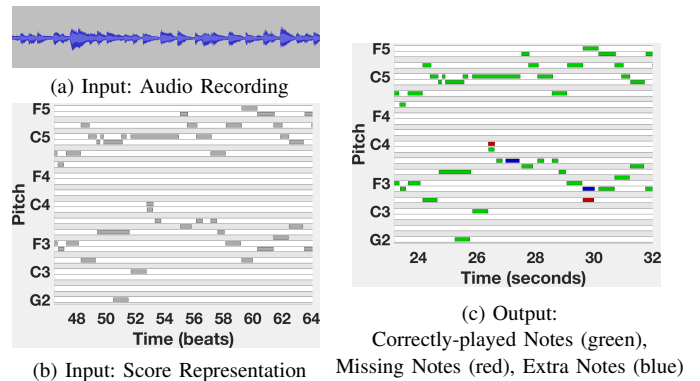 (a) Input: Audio Recording
F5
C5
F4
C4
F3
C3
G2
Pitch
48 50 52 54 56 58 60 62 64
Time (beats)
(b) Input: Score Representation
F5
C5
F4
C4
F3
C3
G2
Pitch
24 26 28 30 32
Time (seconds)
(c) Output:
Correctly-played Notes (green),
Missing Notes (red), Extra Notes (blue)